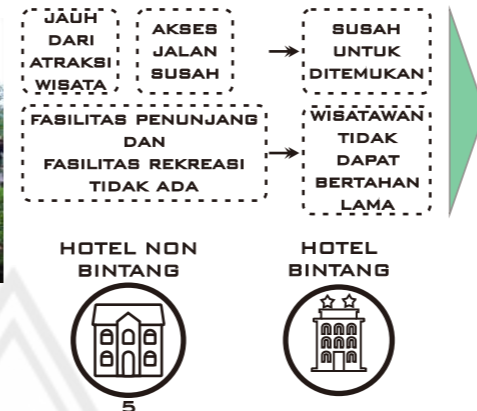 JAUH
DARI
ATRAKSI
WISATA
AKSES
JALAN
SUSAH
SUSAH
UNTUK
DITEMUKAN
FASILITAS PENUNJANG
DAN
FASILITAS REKREASI
TIDAK ADA
WISATAWAN
TIDAK
DAPAT
BERTAHAN
LAMA
HOTEL NON
BINTANG
HOTEL
BINTANG
5